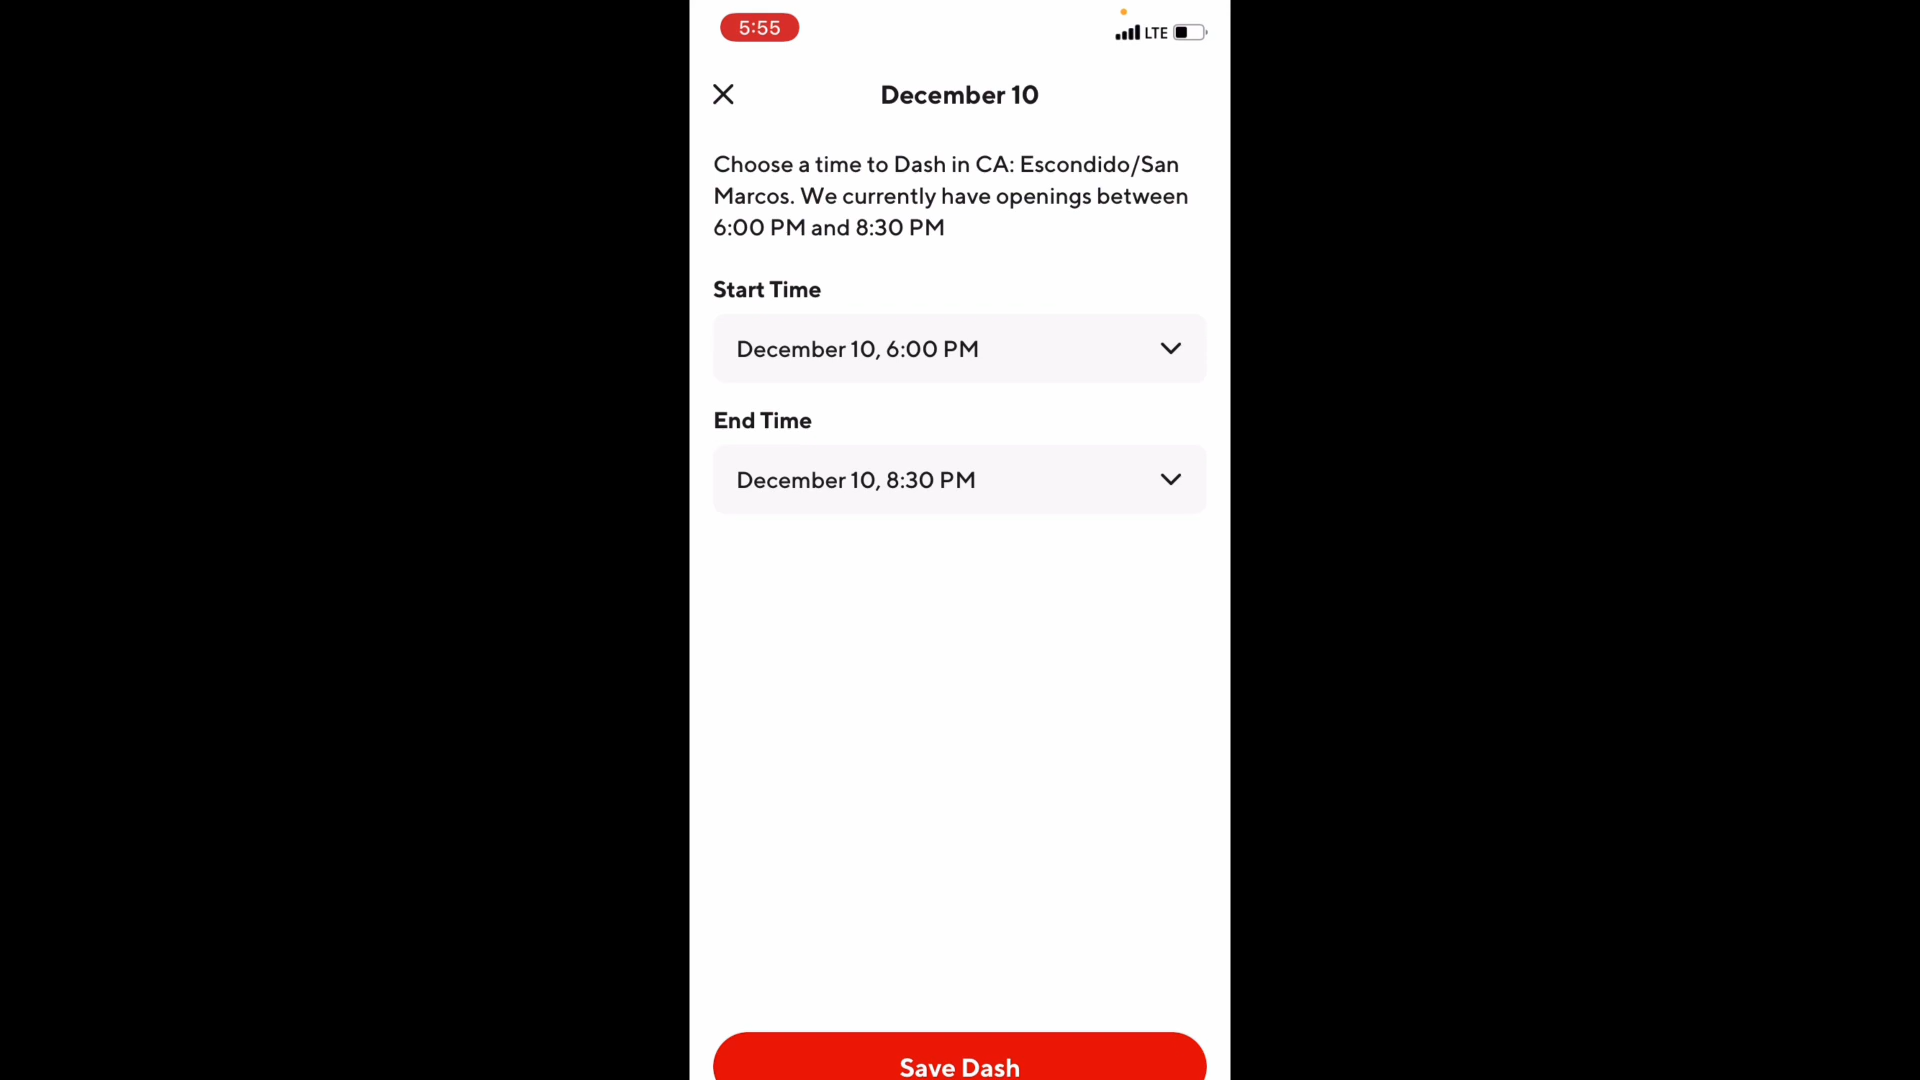 5:55
LTE
December 10
Choose a time to Dash in CA: Escondido/San
Marcos. We currently have openings between
6:00 PM and 8:30 PM
Start Time
December 10, 6:00 PM
End Time
December 10, 8:30 PM
Save Dash